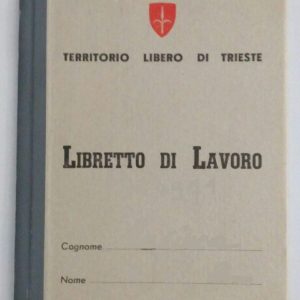 TERRITORIO LIBERO DI TRIESTE
LIBRETTO DI LAVORO
Cognome
Nome